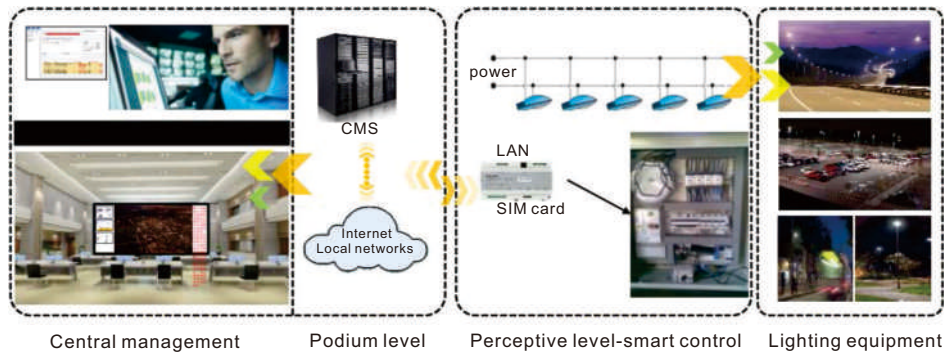 CMS
Internet
Local networks
power
LAN
SIM card
Central management
Podium level
Perceptive level-smart control
Lighting equipment